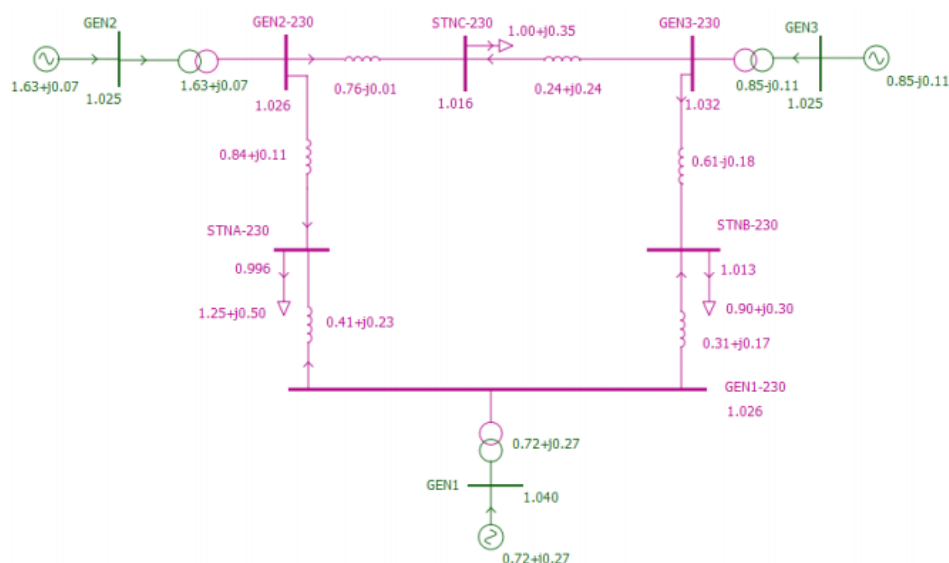 GEN2
GEN2-230
STNC-230
GEN3-230
GEN3
1.00+j0.35
1.63+j0.07
1.63+j0.07
1.025
1.026
0.76-j0.01
1.016
0.24+j0.24
1.032
0.85-j0.11
1.025
0.85-j0.11
0.84+j0.11
0.61-j0.18
STNA-230
STNB-230
0.996
1.013
1.25+j0.50
0.41+j0.23
0.90+j0.30
0.31+j0.17
GEN1-230
1.026
0.72+j0.27
GEN1
1.040
0.72+j0.27